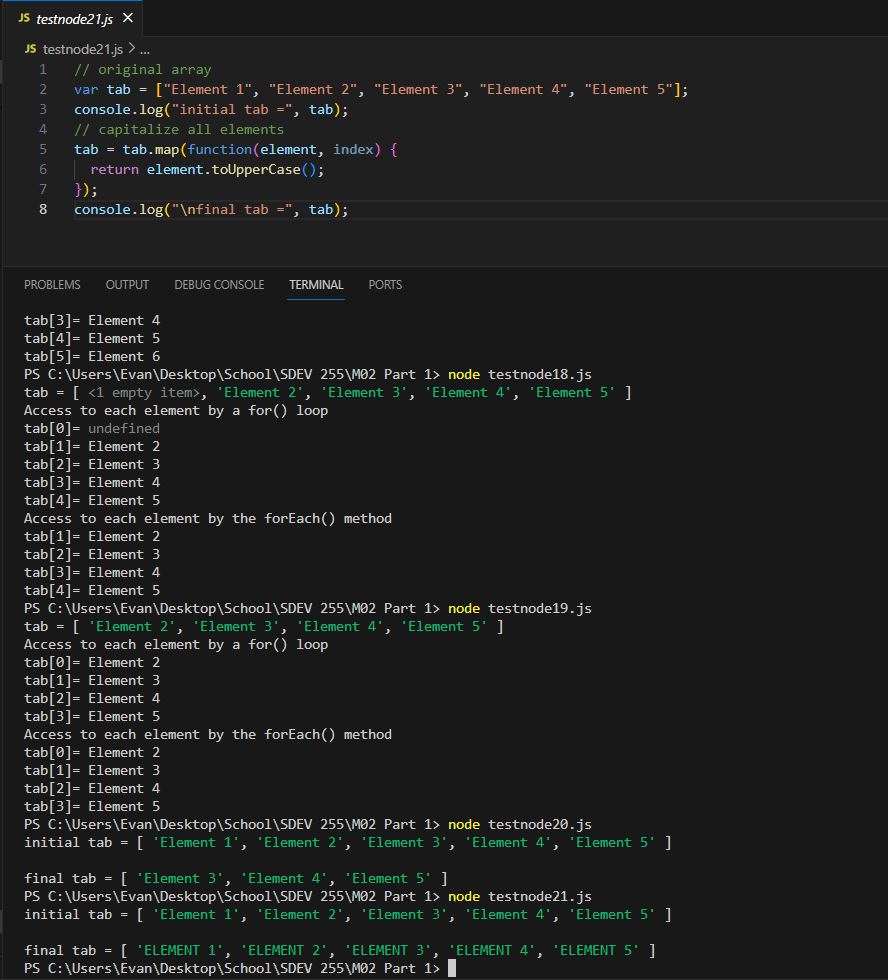 JS testnode21.js ×
JS testnode21.js > ...
1 // original array
2 var tab = ["Element 1", "Element 2", "Element 3", "Element 4", "Element 5"];
3 console.log("initial tab =", tab);
4 // capitalize all elements
5 tab = tab.map(function(element, index) {
6   return element.toUpperCase();
7 });
8 console.log("\nfinal tab =", tab);
PROBLEMS OUTPUT DEBUG CONSOLE TERMINAL PORTS
tab[3]= Element 4
tab[4]= Element 5
tab[5]= Element 6
PS C:\Users\Evan\Desktop\School\SDEV 255\M02 Part 1> node testnode18.js
tab = [ <1 empty item>, 'Element 2', 'Element 3', 'Element 4', 'Element 5' ]
Access to each element by a for() loop
tab[0]= undefined
tab[1]= Element 2
tab[2]= Element 3
tab[3]= Element 4
tab[4]= Element 5
Access to each element by the forEach() method
tab[1]= Element 2
tab[2]= Element 3
tab[3]= Element 4
tab[4]= Element 5
PS C:\Users\Evan\Desktop\School\SDEV 255\M02 Part 1> node testnode19.js
tab = [ 'Element 2', 'Element 3', 'Element 4', 'Element 5' ]
Access to each element by a for() loop
tab[0]= Element 2
tab[1]= Element 3
tab[2]= Element 4
tab[3]= Element 5
Access to each element by the forEach() method
tab[0]= Element 2
tab[1]= Element 3
tab[2]= Element 4
tab[3]= Element 5
PS C:\Users\Evan\Desktop\School\SDEV 255\M02 Part 1> node testnode20.js
initial tab = [ 'Element 1', 'Element 2', 'Element 3', 'Element 4', 'Element 5' ]
final tab = [ 'Element 3', 'Element 4', 'Element 5' ]
PS C:\Users\Evan\Desktop\School\SDEV 255\M02 Part 1> node testnode21.js
initial tab = [ 'Element 1', 'Element 2', 'Element 3', 'Element 4', 'Element 5' ]
final tab = [ 'ELEMENT 1', 'ELEMENT 2', 'ELEMENT 3', 'ELEMENT 4', 'ELEMENT 5' ]
PS C:\Users\Evan\Desktop\School\SDEV 255\M02 Part 1>